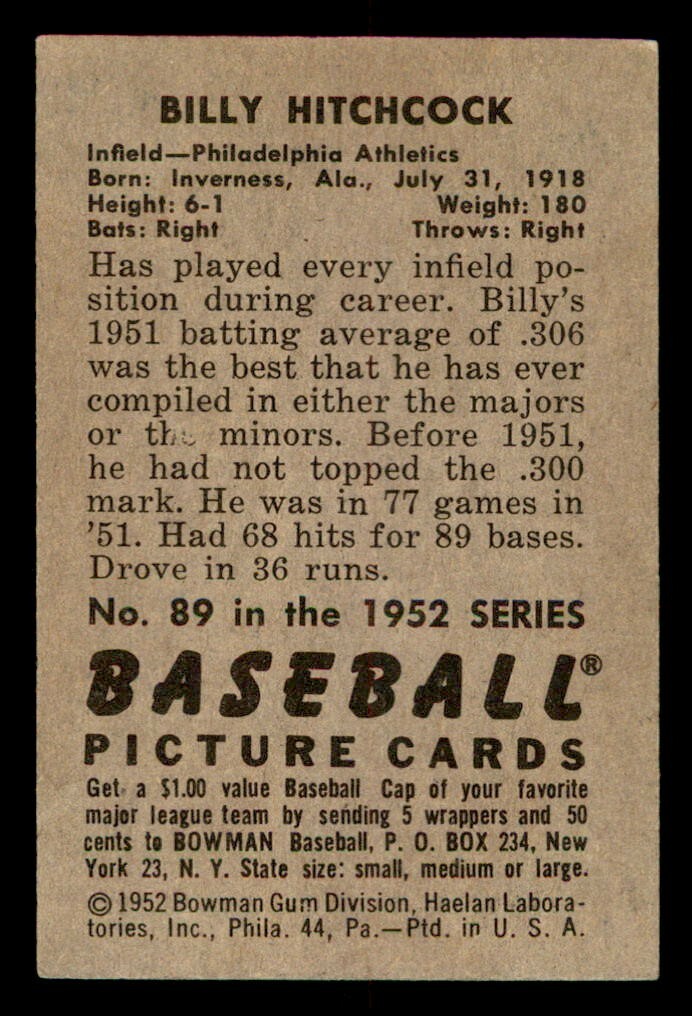 BILLY HITCHCOCK
Infield—Philadelphia Athletics
Born: Inverness, Ala., July 31, 1918
Height: 6-1 Weight: 180
Bats: Right Throws: Right
Has played every infield po-
sition during career. Billy's
1951 batting average of .306
was the best that he has ever
compiled in either the majors
or the minors. Before 1951,
he had not topped the .300
mark. He was in 77 games in
'51. Had 68 hits for 89 bases.
Drove in 36 runs.
No. 89 in the 1952 SERIES
BASEBALL®
PICTURE CARDS
Get a $1.00 value Baseball Cap of your favorite
major league team by sending 5 wrappers and 50
cents to BOWMAN Baseball, P. O. BOX 234, New
York 23, N. Y. State size: small, medium or large.
© 1952 Bowman Gum Division, Haelan Labora-
tories, Inc., Phila. 44, Pa.—Ptd. in U. S. A.